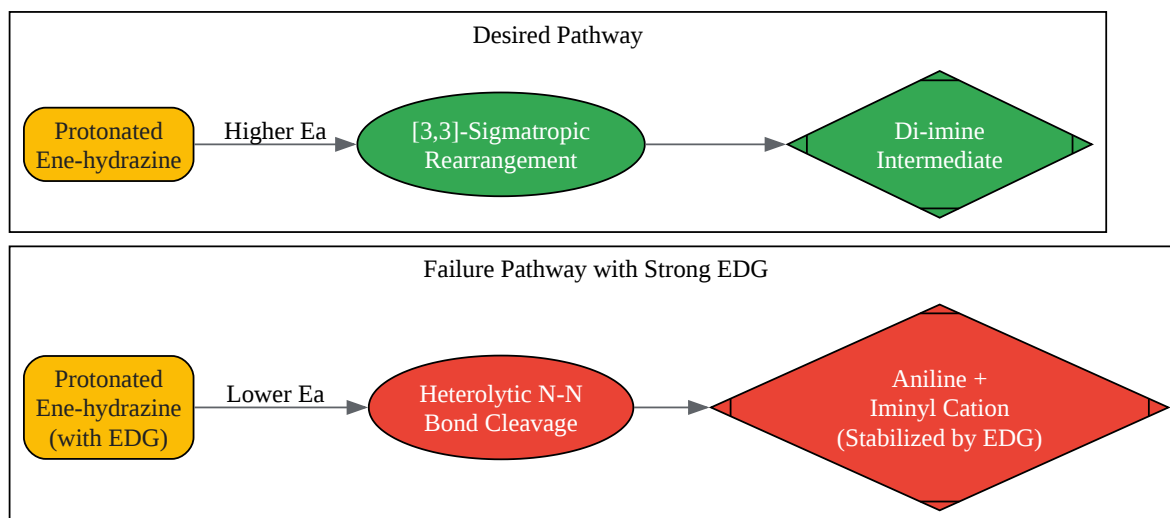 Desired Pathway
Protonated
Ene-hydrazine
Higher Ea
[3,3]-Sigmatropic
Rearrangement
Di-imine
Intermediate
Failure Pathway with Strong EDG
Protonated
Ene-hydrazine
(with EDG)
Lower Ea
Heterolytic N-N
Bond Cleavage
Aniline +
Iminyl Cation
(Stabilized by EDG)